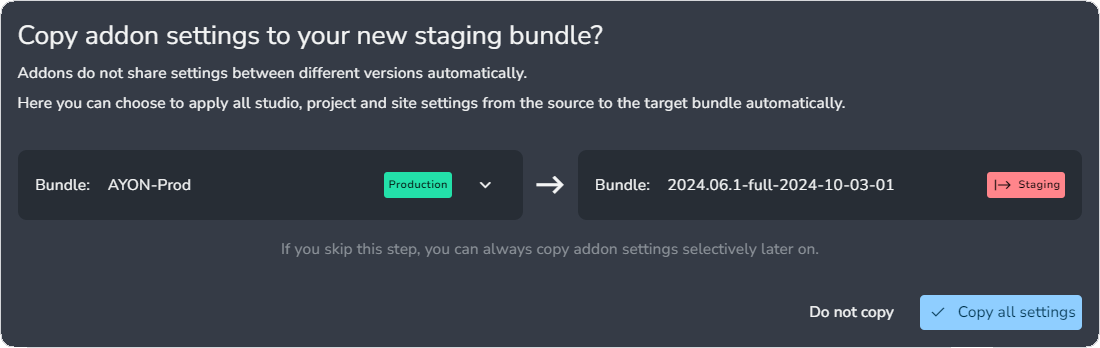 Copy addon settings to your new staging bundle?
Addons do not share settings between different versions automatically.
Here you can choose to apply all studio, project and site settings from the source to the target bundle automatically.
Bundle: AYON-Prod Production Bundle: 2024.06.1-full-2024-10-03-01 Staging
If you skip this step, you can always copy addon settings selectively later on.
Do not copy Copy all settings